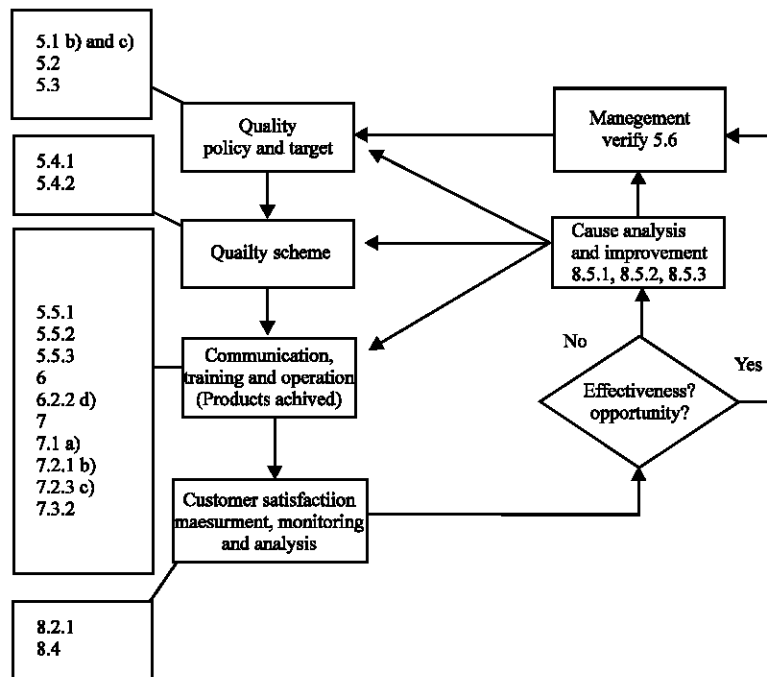 5.1 b) and c)
5.2
5.3
Quality
policy and target
Manegement
verify 5.6
5.4.1
5.4.2
Quailty scheme
Cause analysis
and improvement
8.5.1, 8.5.2, 8.5.3
5.5.1
5.5.2
5.5.3
6
6.2.2 d)
7
7.1 a)
7.2.1 b)
7.2.3 c)
7.3.2
Communication,
training and operation
(Products achived)
No
Yes
Effectiveness?
opportunity?
Customer satisfactiion
maesurment, monitoring
and analysis
8.2.1
8.4